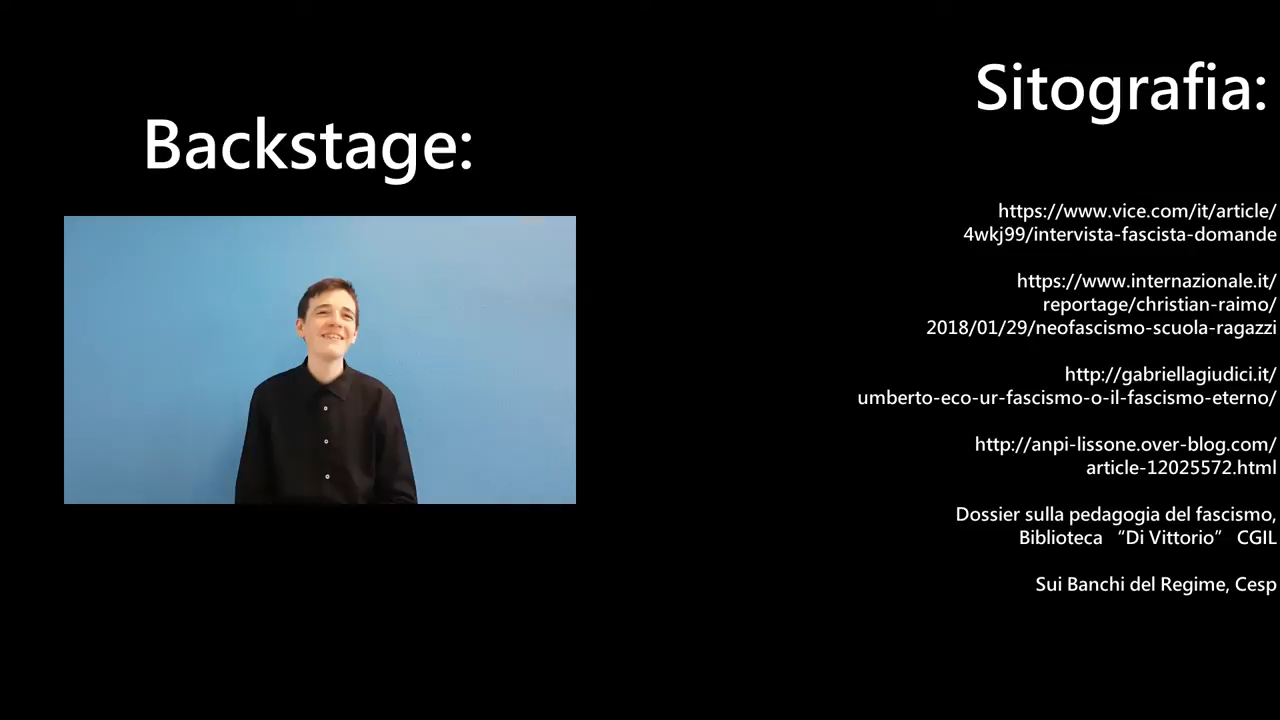 Backstage:
Sitografia:
https://www.vice.com/it/article/
4wkj99/intervista-fascista-domande
https://www.internazionale.it/
reportage/christian-raimo/
2018/01/29/neofascismo-scuola-ragazzi
http://gabriellagiudici.it/
umberto-eco-ur-fascismo-o-il-fascismo-eterno/
http://anpi-lissone.over-blog.com/
article-12025572.html
Dossier sulla pedagogia del fascismo,
Biblioteca “Di Vittorio” CGIL
Sui Banchi del Regime, Cesp